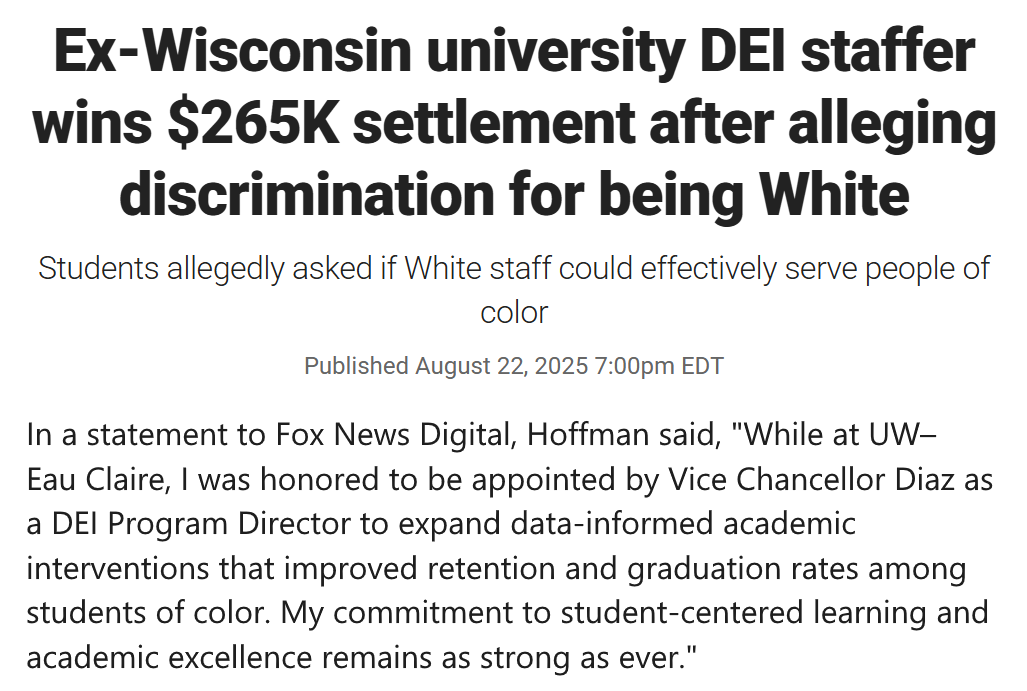 Ex-Wisconsin university DEI staffer
wins $265K settlement after alleging
discrimination for being White
Students allegedly asked if White staff could effectively serve people of
color
Published August 22, 2025 7:00pm EDT
In a statement to Fox News Digital, Hoffman said, "While at UW–
Eau Claire, I was honored to be appointed by Vice Chancellor Diaz as
a DEI Program Director to expand data-informed academic
interventions that improved retention and graduation rates among
students of color. My commitment to student-centered learning and
academic excellence remains as strong as ever."